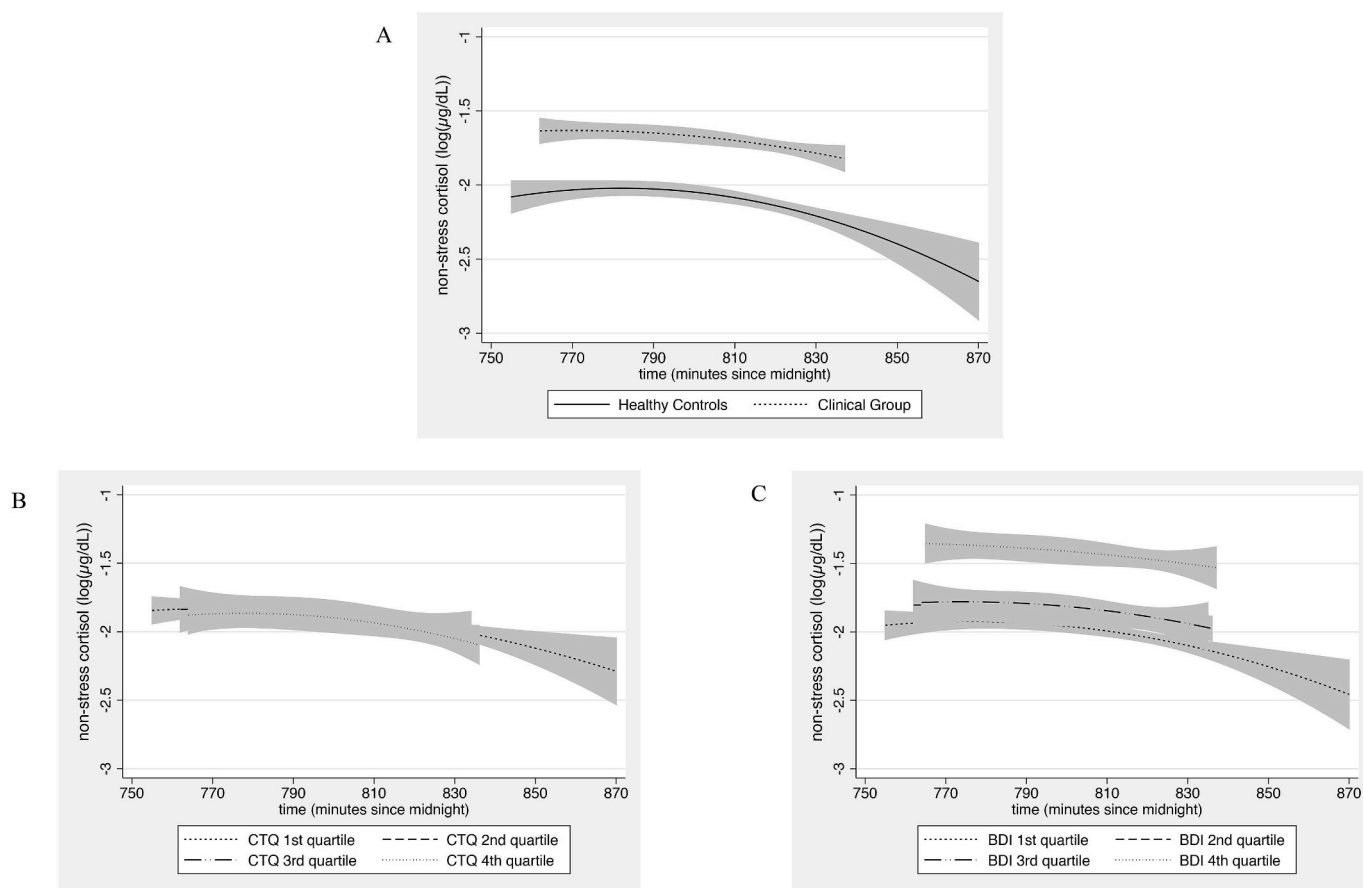 A
non-stress cortisol (log(µg/dL))
-1
-1.5
-2
-2.5
-3
750 770 790 810 830 850 870
time (minutes since midnight)
Healthy Controls Clinical Group
B
non-stress cortisol (log(µg/dL))
-1
-1.5
-2
-2.5
-3
750 770 790 810 830 850 870
time (minutes since midnight)
CTQ 1st quartile CTQ 2nd quartile
CTQ 3rd quartile CTQ 4th quartile
C
non-stress cortisol (log(µg/dL))
-1
-1.5
-2
-2.5
-3
750 770 790 810 830 850 870
time (minutes since midnight)
BDI 1st quartile BDI 2nd quartile
BDI 3rd quartile BDI 4th quartile